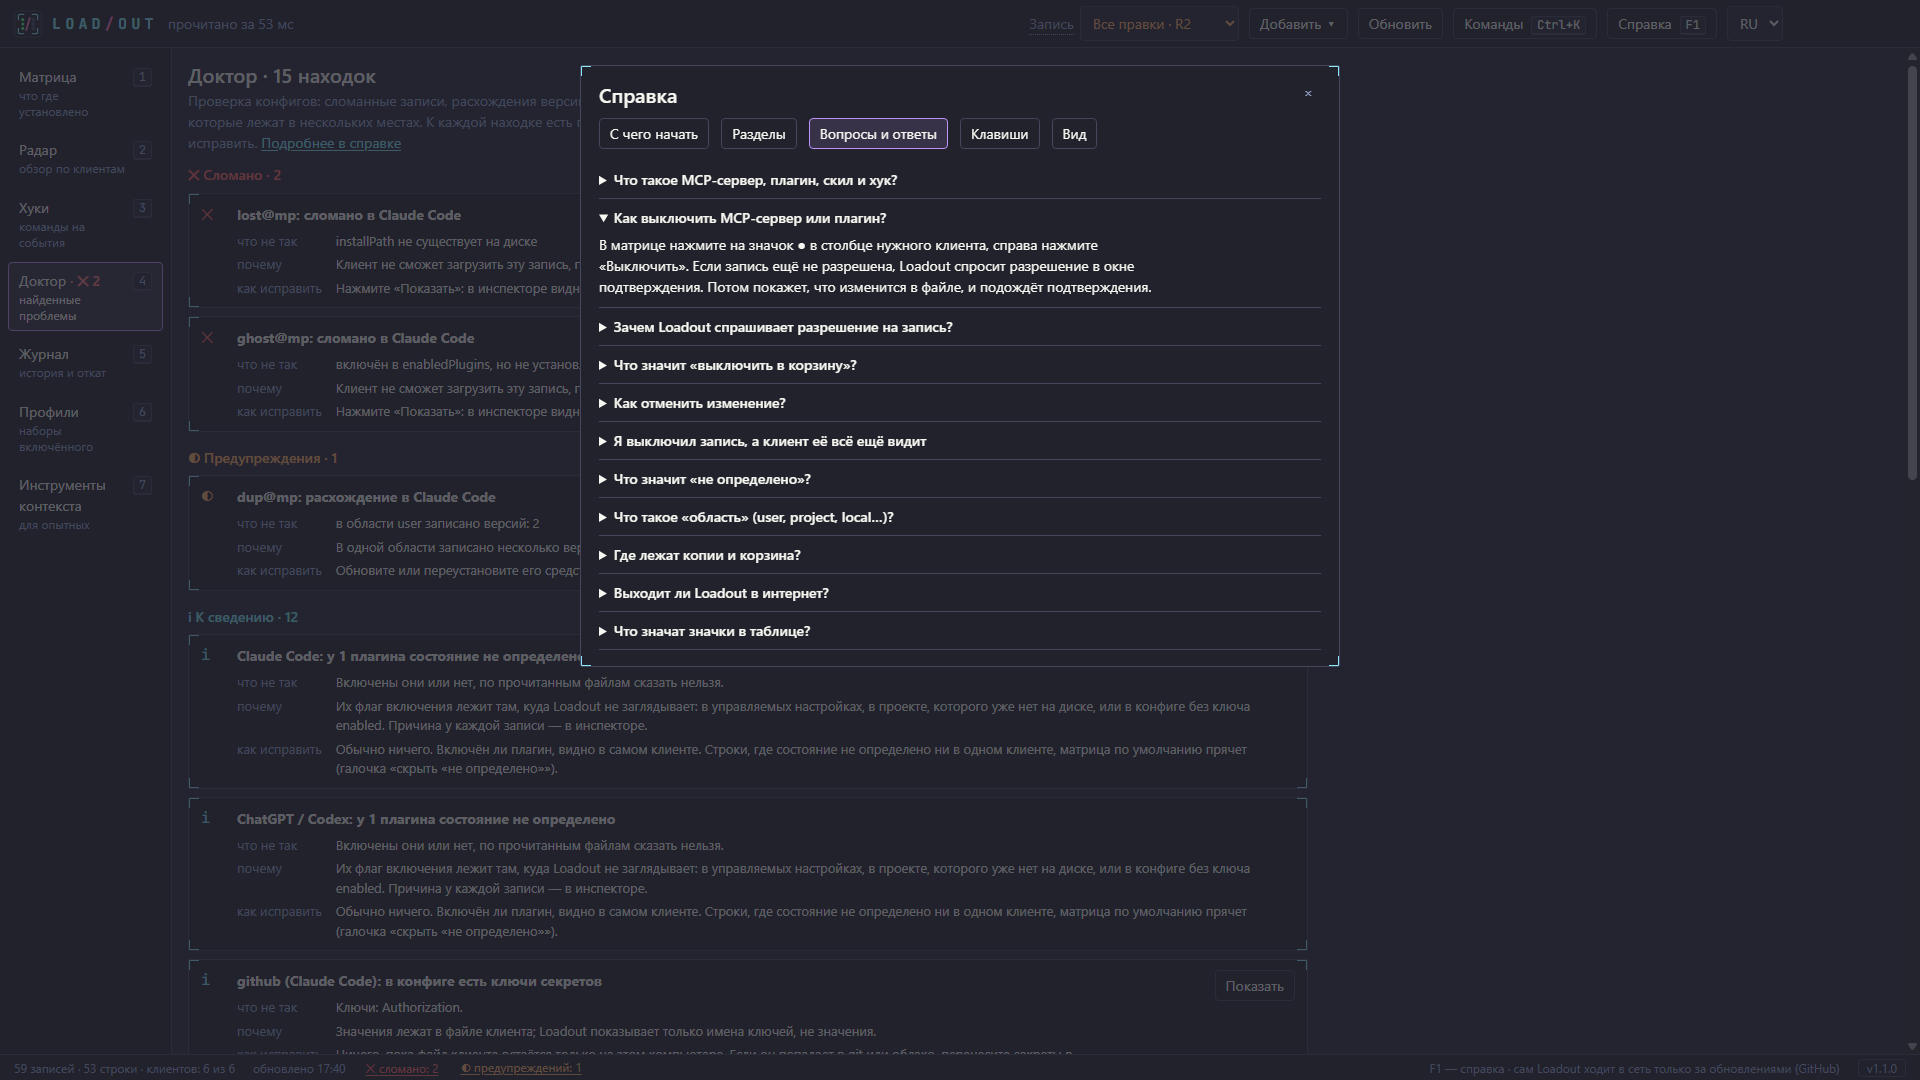 LOAD/OUT прочитано за 53 мс
Запись Все правки · R2 Добавить ▾ Обновить Команды Ctrl+K Справка F1 RU
Матрица 1
что где
установлено
Радар 2
обзор по клиентам
Хуки 3
команды на
события
Доктор · ✕ 2 4
найденные
проблемы
Журнал 5
история и откат
Профили 6
наборы
включённого
Инструменты 7
контекста
для опытных
Доктор · 15 находок
Проверка конфигов: сломанные записи, расхождения верси
которые лежат в нескольких местах. К каждой находке есть
исправить. Подробнее в справке
✕ Сломано · 2
✕ lost@mp: сломано в Claude Code
что не так installPath не существует на диске
почему Клиент не сможет загрузить эту запись,
как исправить Нажмите «Показать»: в инспекторе видн
✕ ghost@mp: сломано в Claude Code
что не так включён в enabledPlugins, но не установ
почему Клиент не сможет загрузить эту запись,
как исправить Нажмите «Показать»: в инспекторе видн
◐ Предупреждения · 1
◐ dup@mp: расхождение в Claude Code
что не так в области user записано версий: 2
почему В одной области записано несколько вер
как исправить Обновите или переустановите его средс
i К сведению · 12
i Claude Code: у 1 плагина состояние не определено
что не так Включены они или нет, по прочитанным файлам сказать нельзя.
почему Их флаг включения лежит там, куда Loadout не заглядывает: в управляемых настройках, в проекте, которого уже нет на диске, или в конфиге без ключа
enabled. Причина у каждой записи — в инспекторе.
как исправить Обычно ничего. Включён ли плагин, видно в самом клиенте. Строки, где состояние не определено ни в одном клиенте, матрица по умолчанию прячет
(галочка «скрыть «не определено»»).
i ChatGPT / Codex: у 1 плагина состояние не определено
что не так Включены они или нет, по прочитанным файлам сказать нельзя.
почему Их флаг включения лежит там, куда Loadout не заглядывает: в управляемых настройках, в проекте, которого уже нет на диске, или в конфиге без ключа
enabled. Причина у каждой записи — в инспекторе.
как исправить Обычно ничего. Включён ли плагин, видно в самом клиенте. Строки, где состояние не определено ни в одном клиенте, матрица по умолчанию прячет
(галочка «скрыть «не определено»»).
i github (Claude Code): в конфиге есть ключи секретов Показать
что не так Ключи: Authorization.
почему Значения лежат в файле клиента; Loadout показывает только имена ключей, не значения.
Справка ×
С чего начать Разделы Вопросы и ответы Клавиши Вид
▶ Что такое MCP-сервер, плагин, скил и хук?
▼ Как выключить MCP-сервер или плагин?
В матрице нажмите на значок ● в столбце нужного клиента, справа нажмите
«Выключить». Если запись ещё не разрешена, Loadout спросит разрешение в окне
подтверждения. Потом покажет, что изменится в файле, и подождёт подтверждения.
▶ Зачем Loadout спрашивает разрешение на запись?
▶ Что значит «выключить в корзину»?
▶ Как отменить изменение?
▶ Я выключил запись, а клиент её всё ещё видит
▶ Что значит «не определено»?
▶ Что такое «область» (user, project, local…)?
▶ Где лежат копии и корзина?
▶ Выходит ли Loadout в интернет?
▶ Что значат значки в таблице?
59 записей · 53 строки · клиентов: 6 из 6 обновлено 17:40 ✕ сломано: 2 ◐ предупреждений: 1
F1 — справка · сам Loadout ходит в сеть только за обновлениями (GitHub) v1.1.0